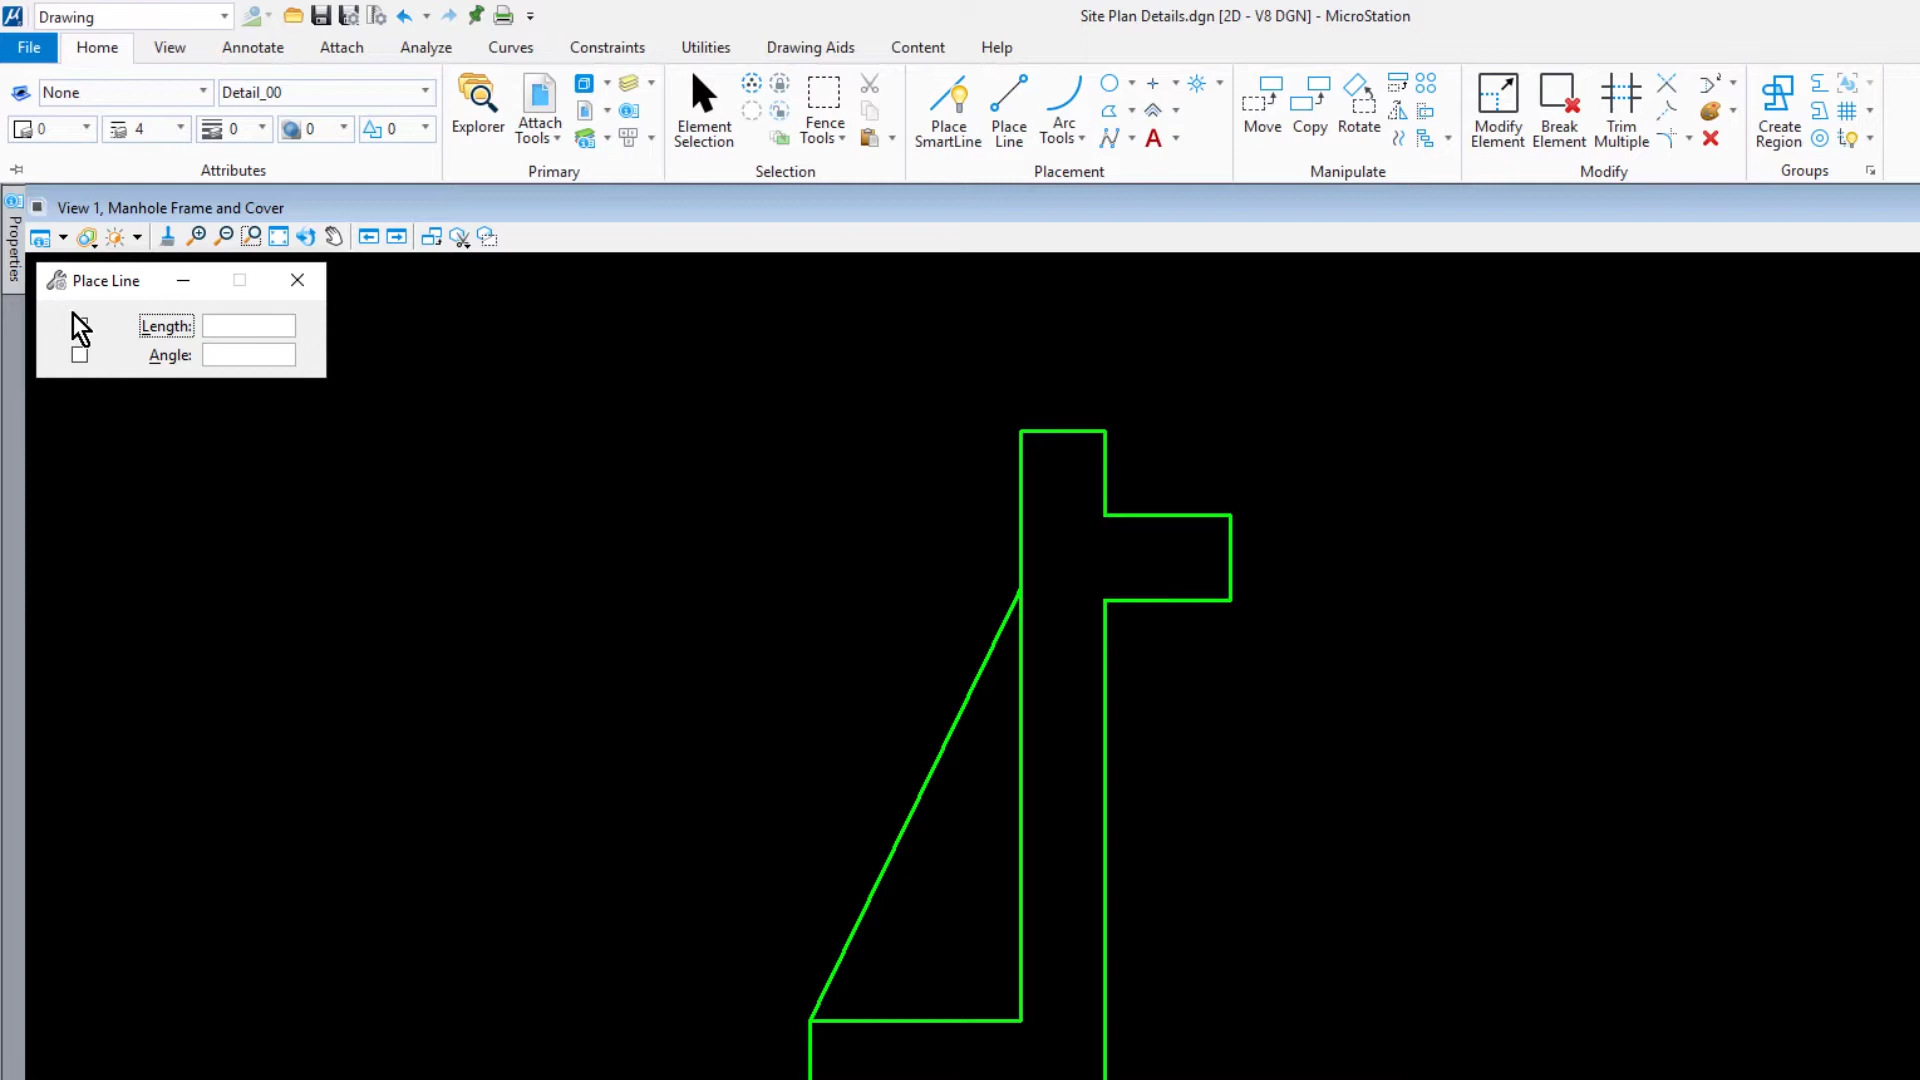 Drawing
Site Plan Details.dgn [2D - V8 DGN] - MicroStation
File Home View Annotate Attach Analyze Curves Constraints Utilities Drawing Aids Content Help
None Detail_00
0 4 0 0 0
Attributes
Explorer
Attach
Tools
Primary
Element
Selection
Fence
Tools
Selection
Place
SmartLine
Place
Line
Arc
Tools
Placement
Move Copy Rotate
Manipulate
Modify
Element
Break
Element
Trim
Multiple
Modify
Create
Region
Groups
Properties
View 1, Manhole Frame and Cover
Place Line
Length:
Angle: